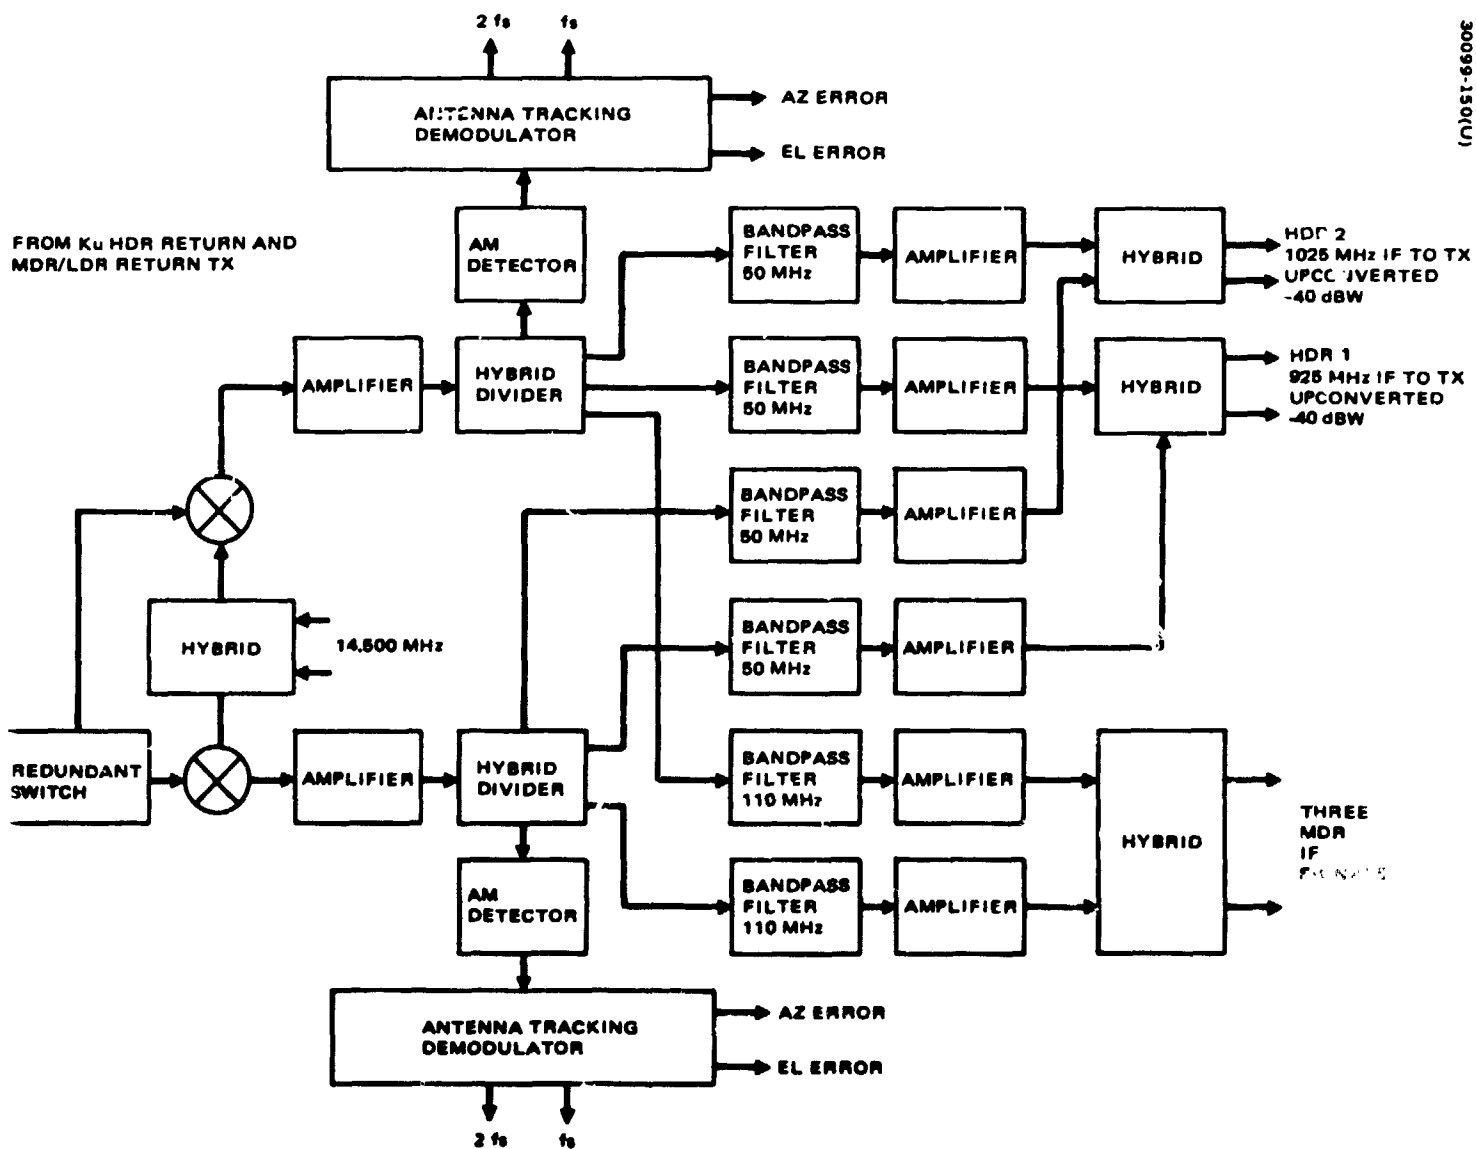 30099-150(U)
2 fs
fs
ANTENNA TRACKING
DEMODULATOR
AZ ERROR
EL ERROR
FROM Ku HDR RETURN AND
MDR/LDR RETURN TX
AM
DETECTOR
BANDPASS
FILTER
50 MHz
AMPLIFIER
HYBRID
HDR 2
1025 MHz IF TO TX
UPCONVERTED
-40 dBW
AMPLIFIER
HYBRID
DIVIDER
BANDPASS
FILTER
50 MHz
AMPLIFIER
HYBRID
HDR 1
925 MHz IF TO TX
UPCONVERTED
-40 dBW
BANDPASS
FILTER
50 MHz
AMPLIFIER
HYBRID
14,500 MHz
BANDPASS
FILTER
50 MHz
AMPLIFIER
REDUNDANT
SWITCH
AMPLIFIER
HYBRID
DIVIDER
BANDPASS
FILTER
110 MHz
AMPLIFIER
HYBRID
THREE
MDR
IF
AM
DETECTOR
BANDPASS
FILTER
110 MHz
AMPLIFIER
ANTENNA TRACKING
DEMODULATOR
AZ ERROR
EL ERROR
2 fs
fs